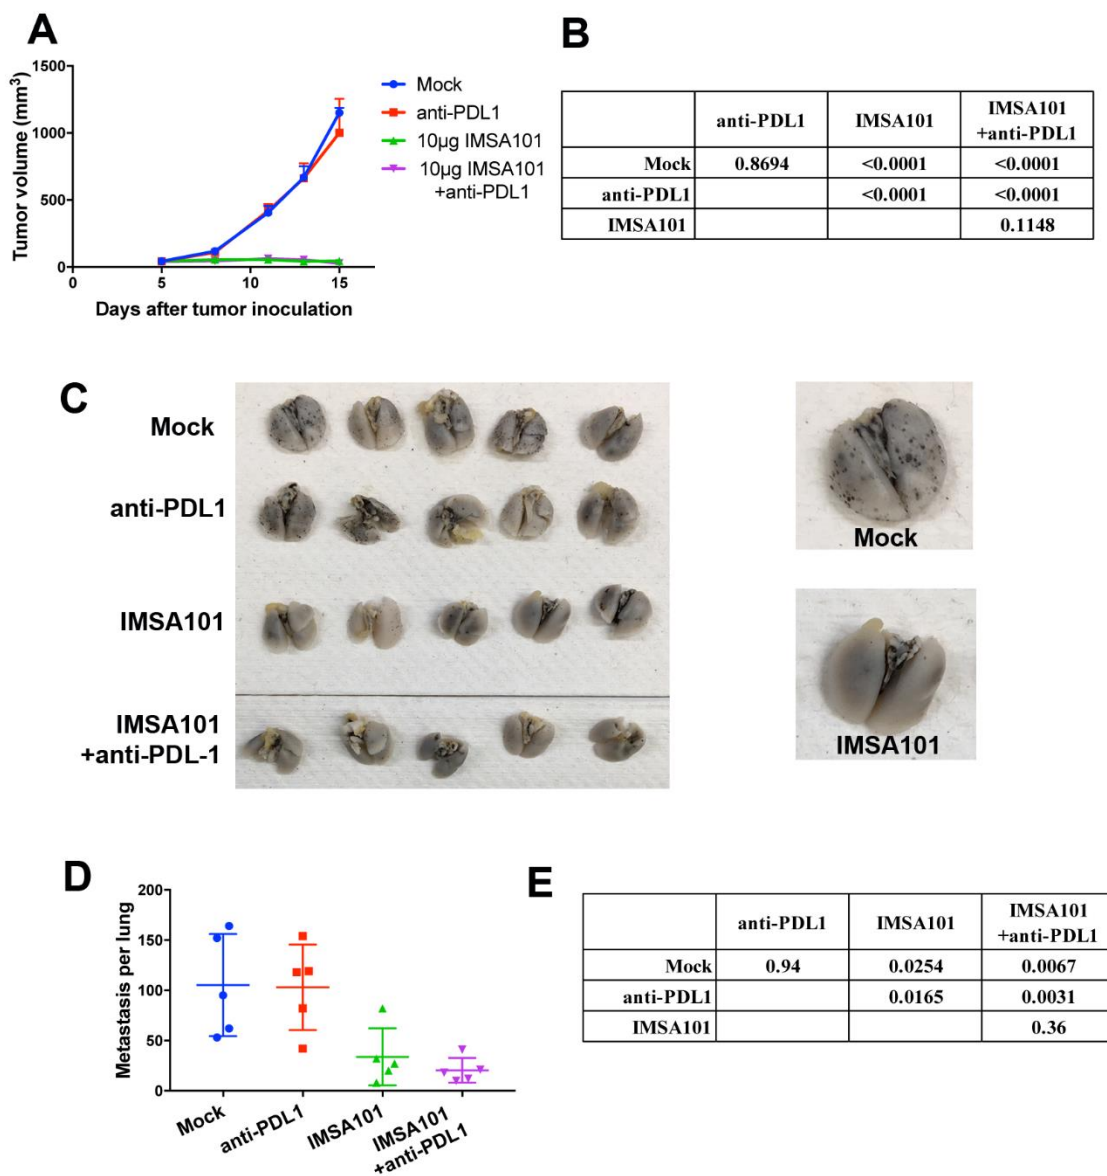 A
Tumor volume (mm³)
1500
1000
500
0
0 5 10 15
Days after tumor inoculation
Mock
anti-PDL1
10μg IMSA101
10μg IMSA101
+anti-PDL1
B
anti-PDL1 IMSA101 IMSA101
+anti-PDL1
Mock 0.8694 <0.0001 <0.0001
anti-PDL1 <0.0001 <0.0001
IMSA101 0.1148
C
Mock
anti-PDL1
IMSA101
IMSA101
+anti-PDL-1
Mock
IMSA101
D
Metastasis per lung
200
150
100
50
0
Mock
anti-PDL1
IMSA101
IMSA101
+anti-PDL1
E
anti-PDL1 IMSA101 IMSA101
+anti-PDL1
Mock 0.94 0.0254 0.0067
anti-PDL1 0.0165 0.0031
IMSA101 0.36